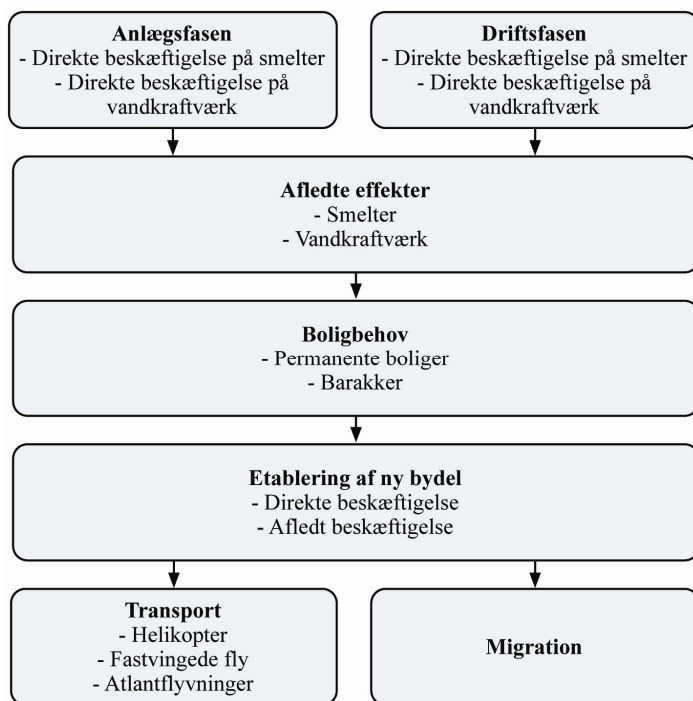 Anlægsfasen
- Direkte beskæftigelse på smelter
- Direkte beskæftigelse på
vandkraftværk
Driftsfasen
- Direkte beskæftigelse på smelter
- Direkte beskæftigelse på
vandkraftværk
Afledte effekter
- Smelter
- Vandkraftværk
Boligbehov
- Permanente boliger
- Barakker
Etablering af ny bydel
- Direkte beskæftigelse
- Afledt beskæftigelse
Transport
- Helikopter
- Fastvingede fly
- Atlantflyvninger
Migration